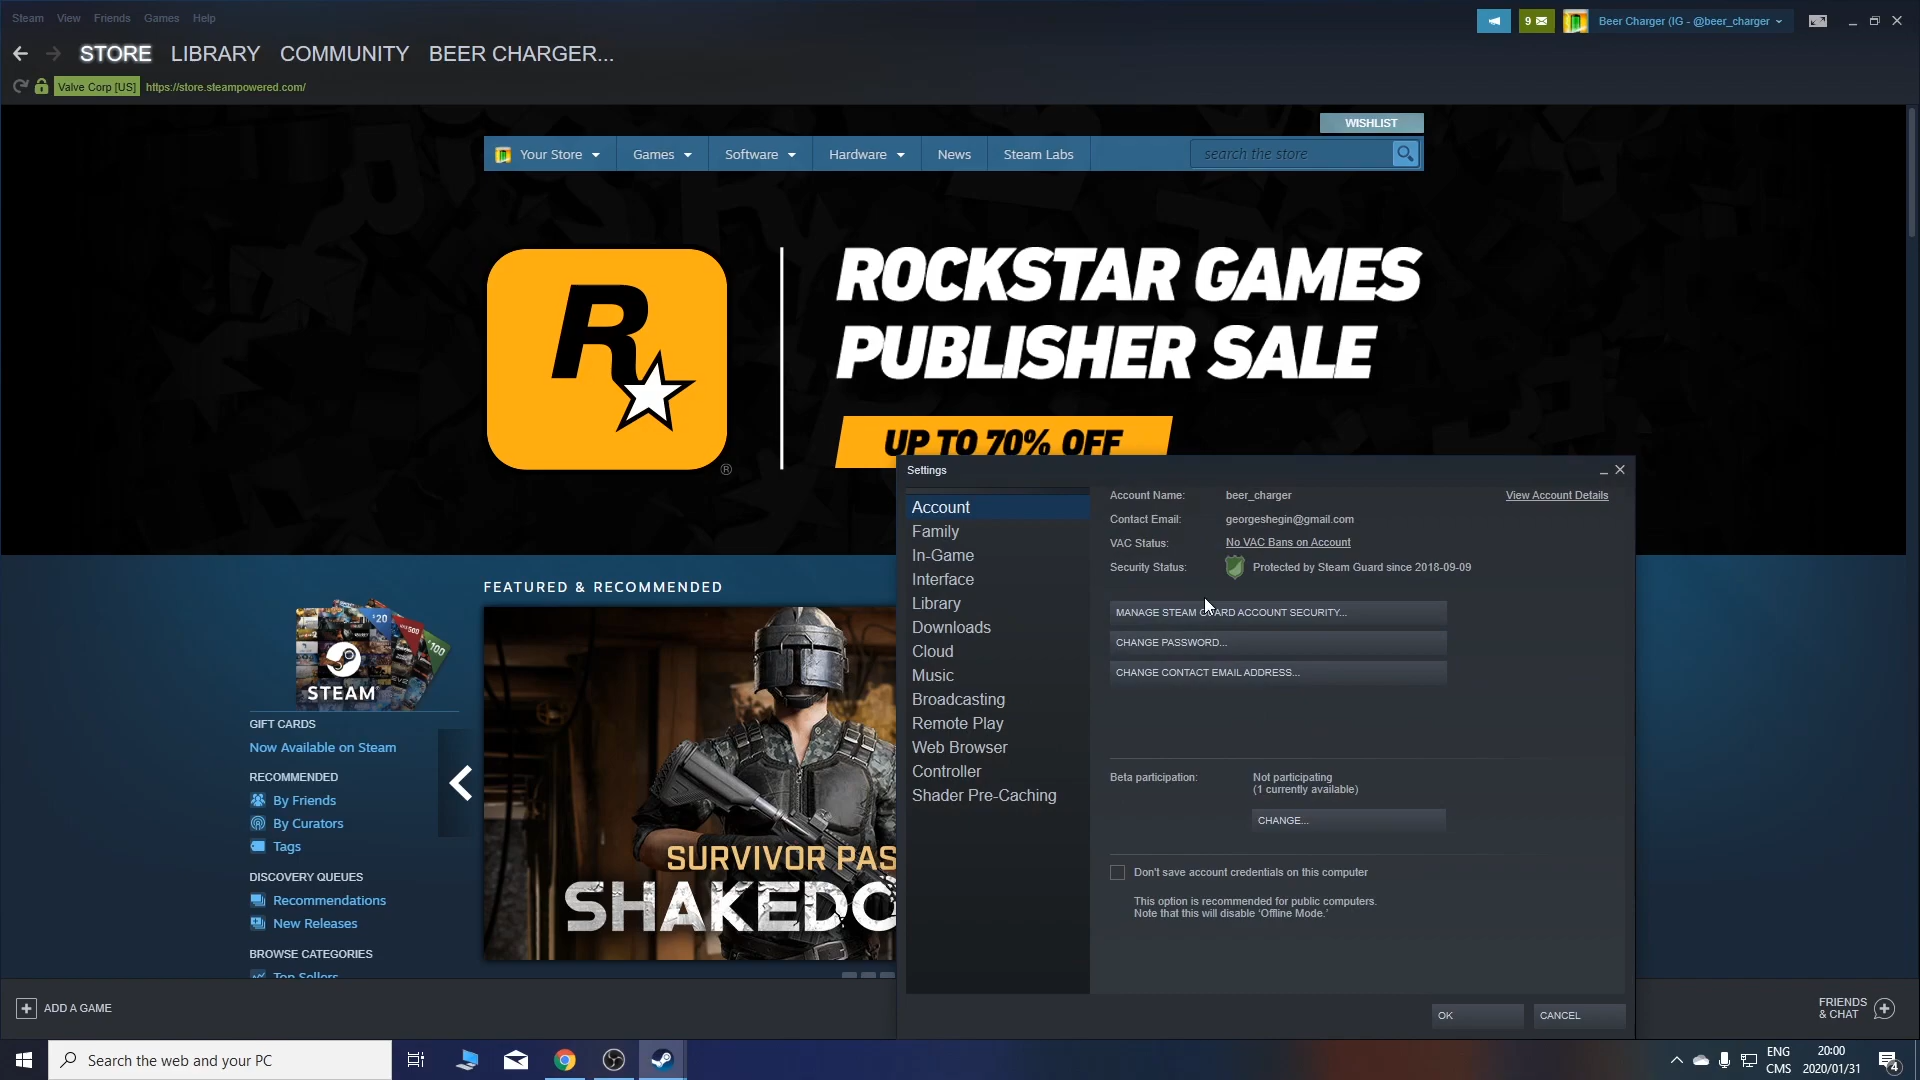 Steam View Friends Games Help
9
Beer Charger (IG - @beer_charger
STORE LIBRARY COMMUNITY BEER CHARGER...
Valve Corp [US] https://store.steampowered.com/
WISHLIST
Your Store Games Software Hardware News Steam Labs
search the store
R
®
ROCKSTAR GAMES
PUBLISHER SALE
UP TO 70% OFF
FEATURED & RECOMMENDED
$20
$100
STEAM
GIFT CARDS
Now Available on Steam
RECOMMENDED
By Friends
By Curators
Tags
DISCOVERY QUEUES
Recommendations
New Releases
BROWSE CATEGORIES
Top Sellers
SURVIVOR PAS
SHAKEDO
Settings
Account
Family
In-Game
Interface
Library
Downloads
Cloud
Music
Broadcasting
Remote Play
Web Browser
Controller
Shader Pre-Caching
Account Name: beer_charger View Account Details
Contact Email: georgeshegin@gmail.com
VAC Status: No VAC Bans on Account
Security Status: Protected by Steam Guard since 2018-09-09
MANAGE STEAM GUARD ACCOUNT SECURITY...
CHANGE PASSWORD...
CHANGE CONTACT EMAIL ADDRESS...
Beta participation: Not participating
(1 currently available)
CHANGE...
Don't save account credentials on this computer
This option is recommended for public computers.
Note that this will disable 'Offline Mode.'
OK CANCEL
ADD A GAME
FRIENDS
& CHAT
Search the web and your PC
ENG
CMS
20:00
2020/01/31
4